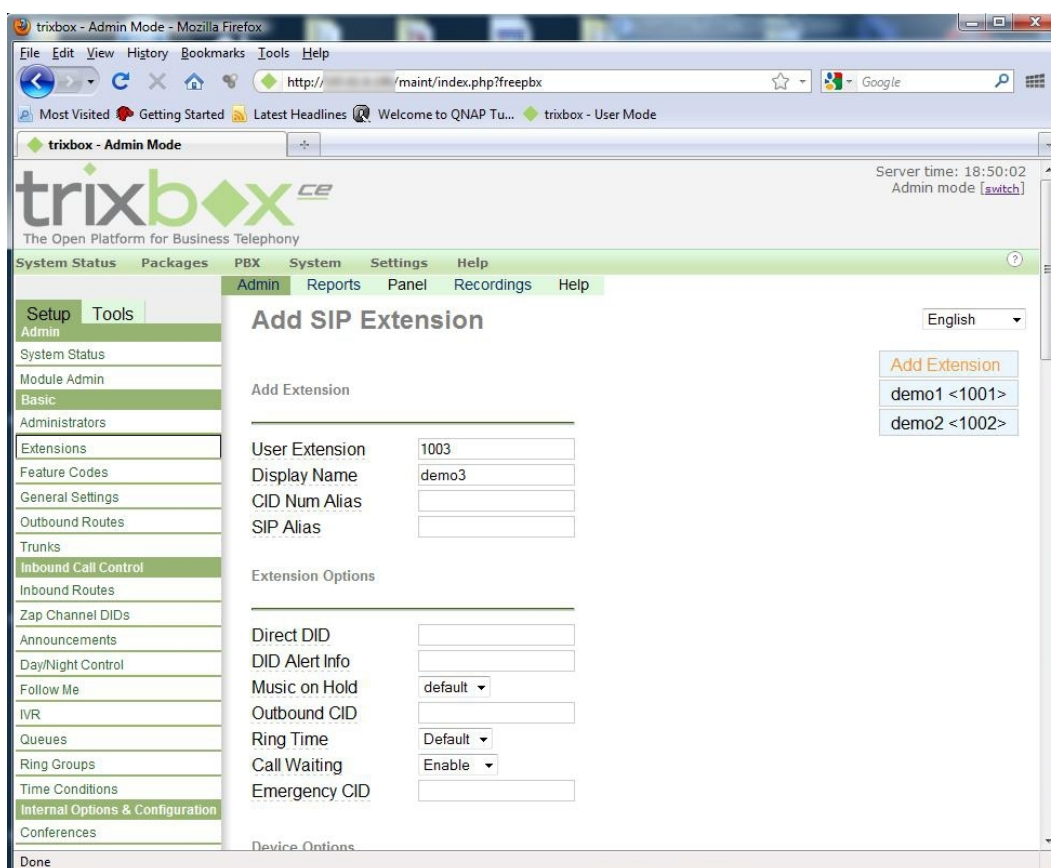 trixbox - Admin Mode - Mozilla Firefox
File Edit View History Bookmarks Tools Help
http:// /maint/index.php?freepbx
Google
Most Visited Getting Started Latest Headlines Welcome to QNAP Tu... trixbox - User Mode
trixbox - Admin Mode
Server time: 18:50:02
Admin mode [switch]
trixbox ce
The Open Platform for Business Telephony
System Status Packages PBX System Settings Help
Admin Reports Panel Recordings Help
Setup Tools
Admin
System Status
Module Admin
Basic
Administrators
Extensions
Feature Codes
General Settings
Outbound Routes
Trunks
Inbound Call Control
Inbound Routes
Zap Channel DIDs
Announcements
Day/Night Control
Follow Me
IVR
Queues
Ring Groups
Time Conditions
Internal Options & Configuration
Conferences
Add SIP Extension
English
Add Extension
demo1 <1001>
demo2 <1002>
Add Extension
User Extension 1003
Display Name demo3
CID Num Alias
SIP Alias
Extension Options
Direct DID
DID Alert Info
Music on Hold default
Outbound CID
Ring Time Default
Call Waiting Enable
Emergency CID
Device Options
Done